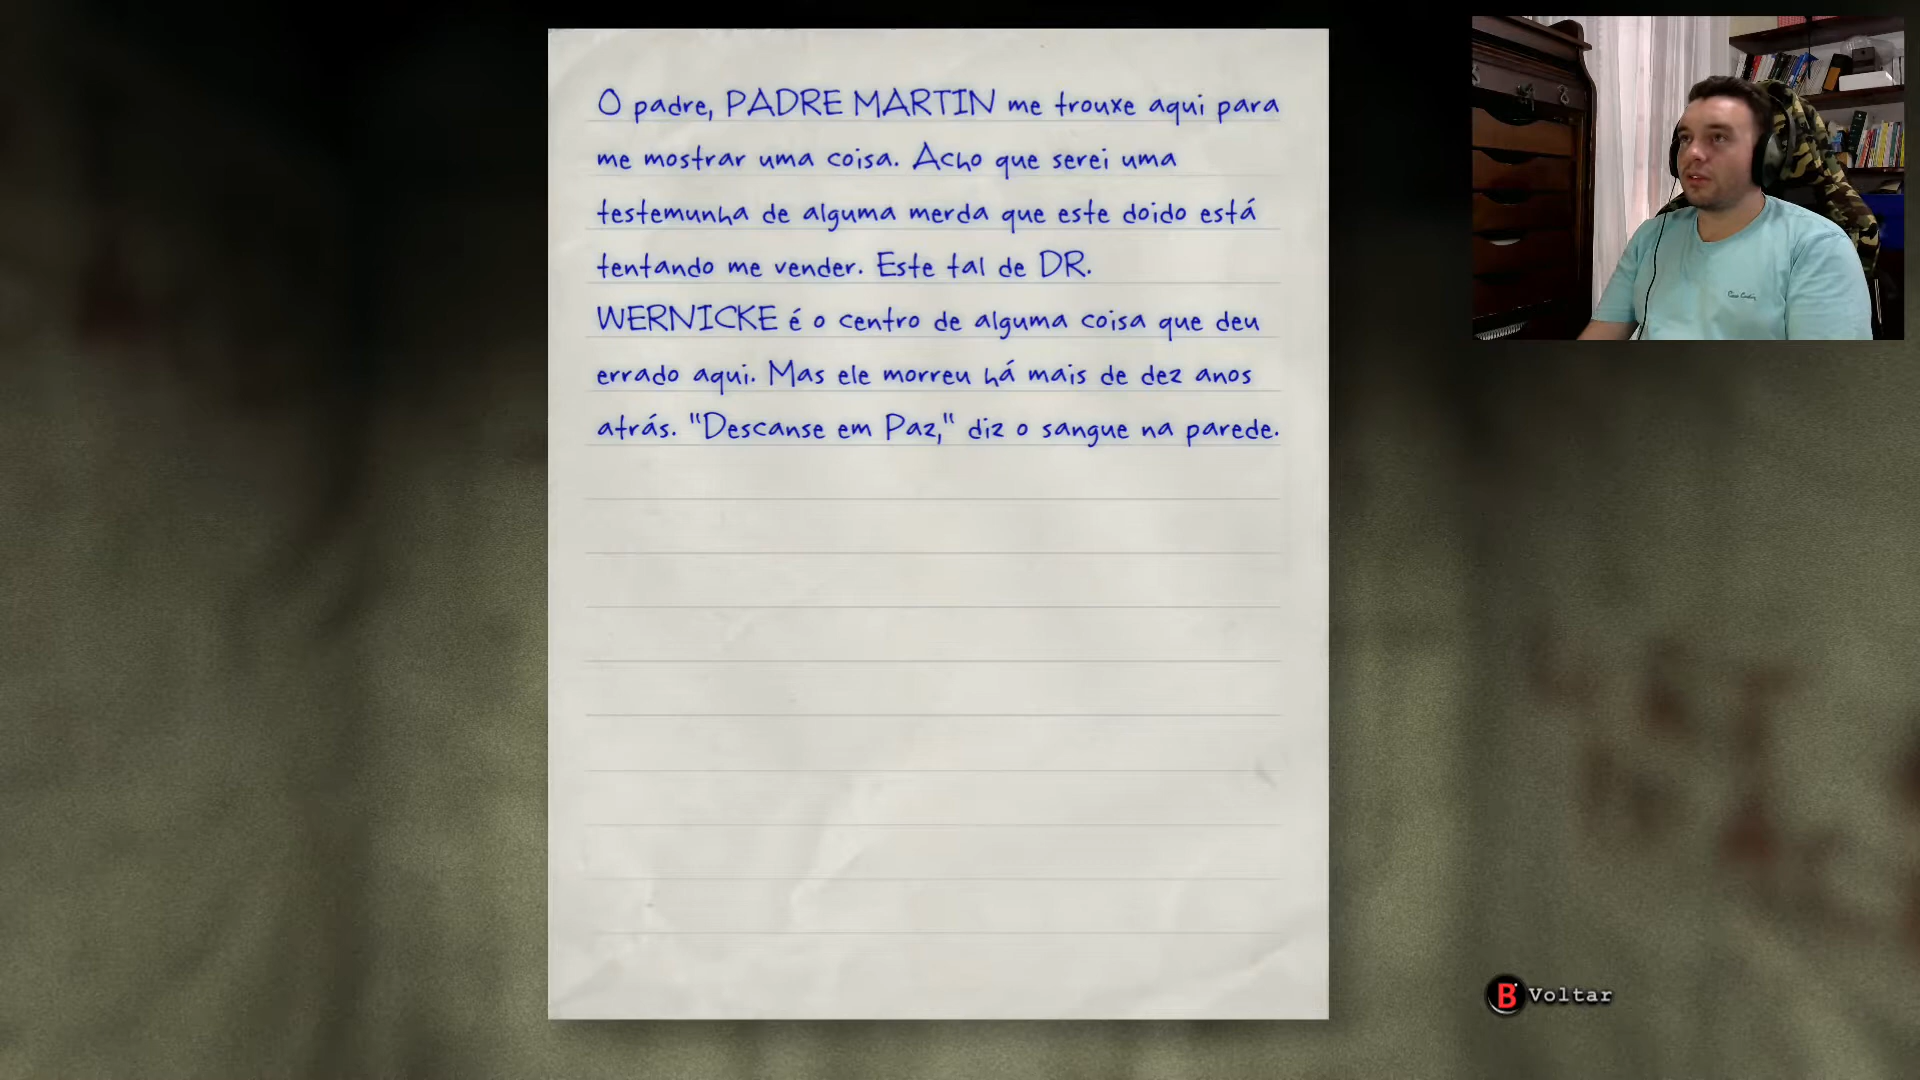 O padre, PADRE MARTIN me trouxe aqui para
me mostrar uma coisa. Acho que serei uma
testemunha de alguma merda que este doido está
tentando me vender. Este tal de DR.
WERNICKE é o centro de alguma coisa que deu
errado aqui. Mas ele morreu há mais de dez anos
atrás. "Descanse em Paz," diz o sangue na parede.
B Voltar